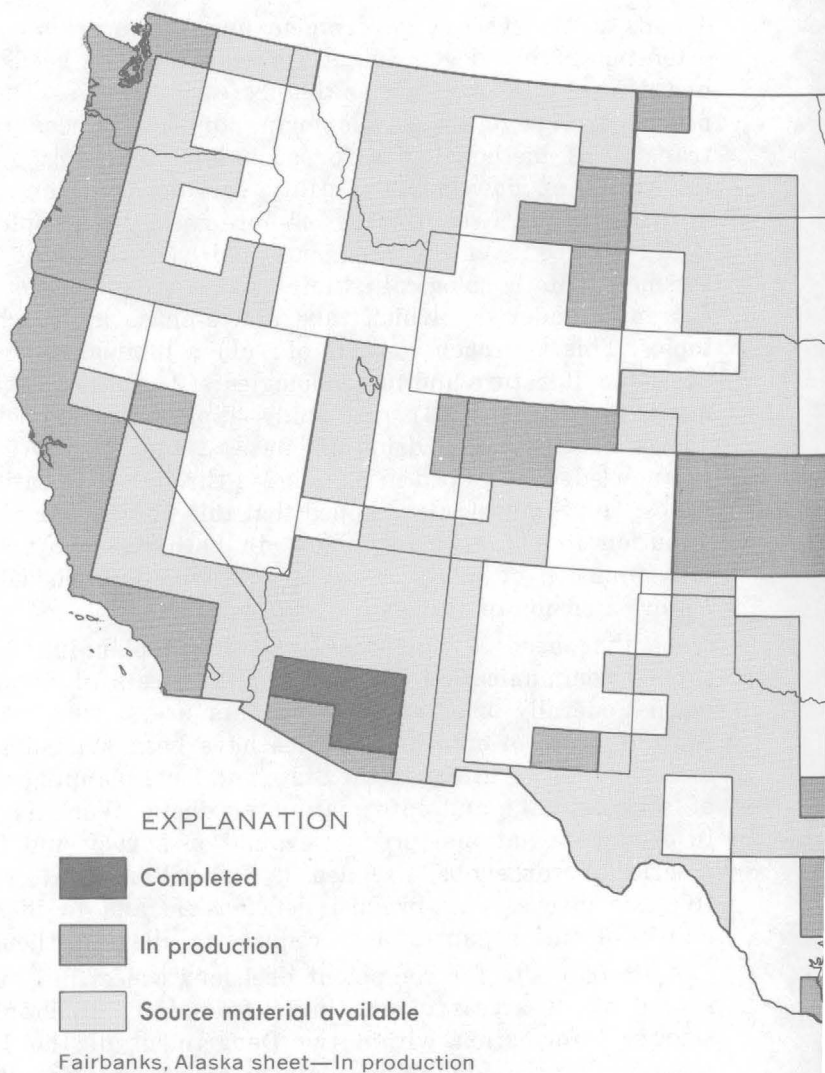 EXPLANATION
Completed
In production
Source material available
Fairbanks, Alaska sheet—In production